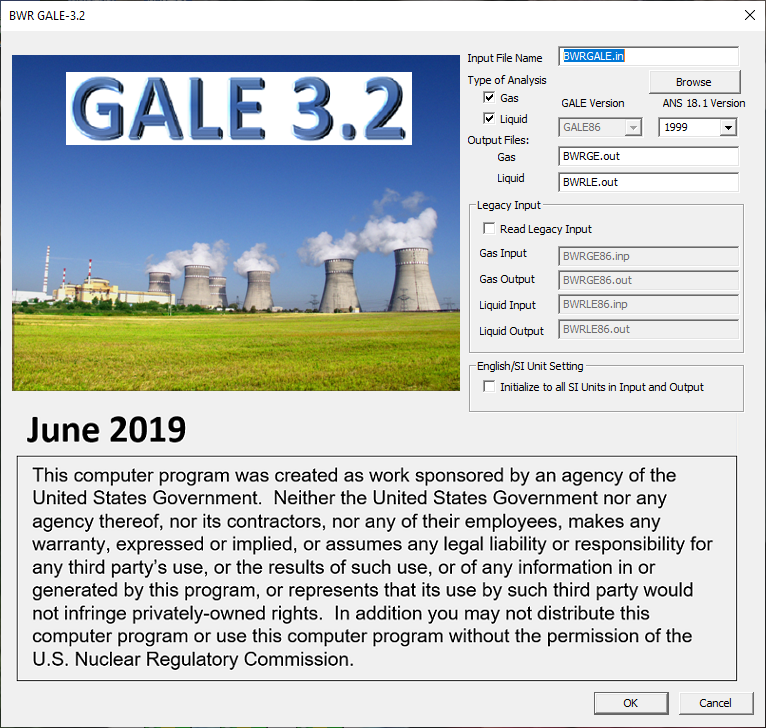 BWR GALE-3.2
GALE 3.2
Input File Name
BWRGALE.in
Type of Analysis
Browse
Gas
GALE Version
ANS 18.1 Version
Liquid
GALE86
1999
Output Files:
Gas
BWRGE.out
Liquid
BWRLE.out
Legacy Input
Read Legacy Input
Gas Input
BWRGE86.inp
Gas Output
BWRGE86.out
Liquid Input
BWRLE86.inp
Liquid Output
BWRLE86.out
English/SI Unit Setting
Initialize to all SI Units in Input and Output
June 2019
This computer program was created as work sponsored by an agency of the
United States Government.  Neither the United States Government nor any
agency thereof, nor its contractors, nor any of their employees, makes any
warranty, expressed or implied, or assumes any legal liability or responsibility for
any third party’s use, or the results of such use, or of any information in or
generated by this program, or represents that its use by such third party would
not infringe privately-owned rights.  In addition you may not distribute this
computer program or use this computer program without the permission of the
U.S. Nuclear Regulatory Commission.
OK
Cancel